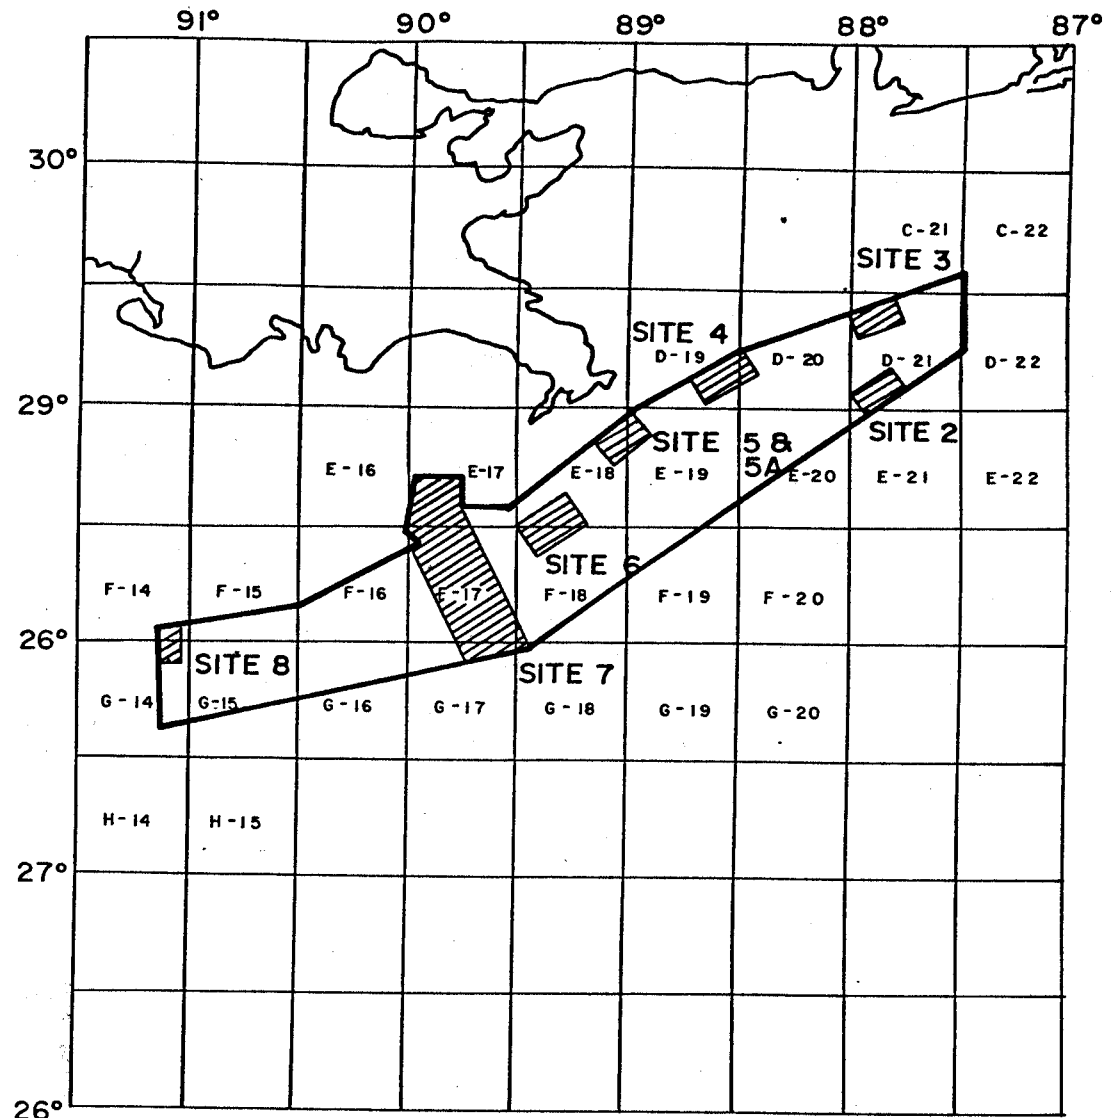 91° 90° 89° 88° 87°
30°
C-21 C-22
SITE 3
SITE 4
D-19 D-20 D-21 D-22
29°
SITE 2
SITE 5 &
5A
E-16 E-17 E-18 E-19 E-20 E-21 E-22
SITE 6
F-14 F-15 F-16 F-17 F-18 F-19 F-20
26°
SITE 8 SITE 7
G-14 G-15 G-16 G-17 G-18 G-19 G-20
H-14 H-15
27°
26°